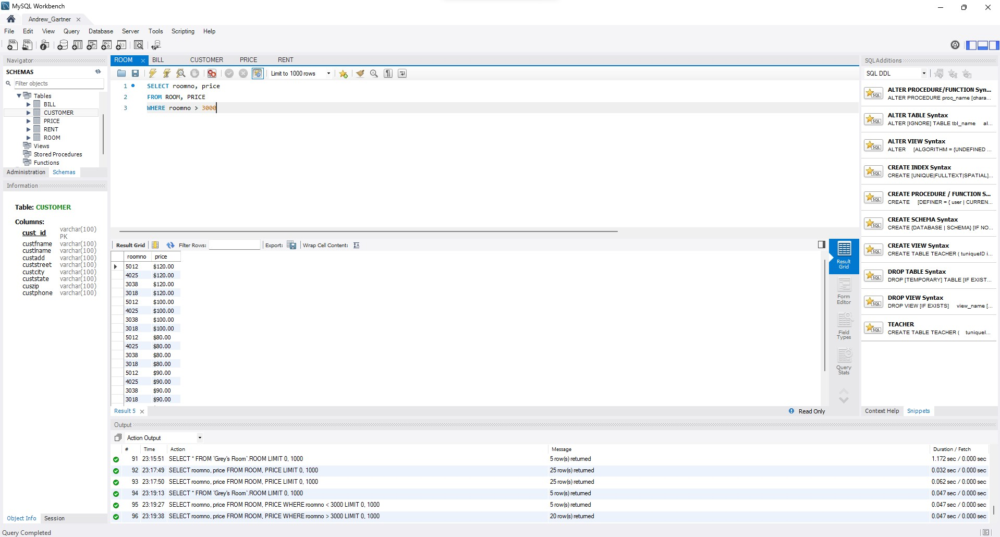 MySQL Workbench
Andrew_Gartner
File Edit View Query Database Server Tools Scripting Help
Navigator
SCHEMAS
Filter objects
Tables
BILL
CUSTOMER
PRICE
RENT
ROOM
Views
Stored Procedures
Functions
Administration Schemas
Information
Table: CUSTOMER
Columns:
cust_id varchar(100)
PK
custfname varchar(100)
custlname varchar(100)
custadd varchar(100)
custstreet varchar(100)
custcity varchar(100)
custstate varchar(100)
cuszip varchar(100)
custphone varchar(100)
Object Info Session
Query Completed
ROOM BILL CUSTOMER PRICE RENT
Limit to 1000 rows
1 SELECT roomno, price
2 FROM ROOM, PRICE
3 WHERE roomno > 3000
Result Grid Filter Rows: Export: Wrap Cell Content:
roomno price
5012 $120.00
4025 $120.00
3038 $120.00
3018 $120.00
5012 $100.00
4025 $100.00
3038 $100.00
3018 $100.00
5012 $80.00
4025 $80.00
3038 $80.00
3018 $80.00
5012 $90.00
4025 $90.00
3038 $90.00
3018 $90.00
Result
Grid
Form
Editor
Field
Types
Query
Stats
Result 5
Read Only
Output
Action Output
# Time Action Message Duration / Fetch
91 23:15:51 SELECT * FROM `Grey's Room`.ROOM LIMIT 0, 1000 5 row(s) returned 1.172 sec / 0.000 sec
92 23:17:49 SELECT roomno, price FROM ROOM, PRICE LIMIT 0, 1000 25 row(s) returned 0.032 sec / 0.000 sec
93 23:17:50 SELECT roomno, price FROM ROOM, PRICE LIMIT 0, 1000 25 row(s) returned 0.062 sec / 0.000 sec
94 23:19:13 SELECT * FROM `Grey's Room`.ROOM LIMIT 0, 1000 5 row(s) returned 0.047 sec / 0.000 sec
95 23:19:27 SELECT roomno, price FROM ROOM, PRICE WHERE roomno < 3000 LIMIT 0, 1000 5 row(s) returned 0.047 sec / 0.000 sec
96 23:19:38 SELECT roomno, price FROM ROOM, PRICE WHERE roomno > 3000 LIMIT 0, 1000 20 row(s) returned 0.047 sec / 0.000 sec
SQLAdditions
SQL DDL
ALTER PROCEDURE/FUNCTION Syn...
ALTER PROCEDURE proc_name [chara...
ALTER TABLE Syntax
ALTER [IGNORE] TABLE tbl_name al...
ALTER VIEW Syntax
ALTER [ALGORITHM = {UNDEFINED ...
CREATE INDEX Syntax
CREATE [UNIQUE|FULLTEXT|SPATIAL]...
CREATE PROCEDURE / FUNCTION S...
CREATE [DEFINER = { user | CURREN...
CREATE SCHEMA Syntax
CREATE {DATABASE | SCHEMA} [IF NO...
CREATE VIEW Syntax
CREATE TABLE TEACHER ( tuniqueID i...
DROP TABLE Syntax
DROP [TEMPORARY] TABLE [IF EXIST...
DROP VIEW Syntax
DROP VIEW [IF EXISTS] view_name [...
TEACHER
CREATE TABLE TEACHER ( tuniqueI...
Context Help Snippets